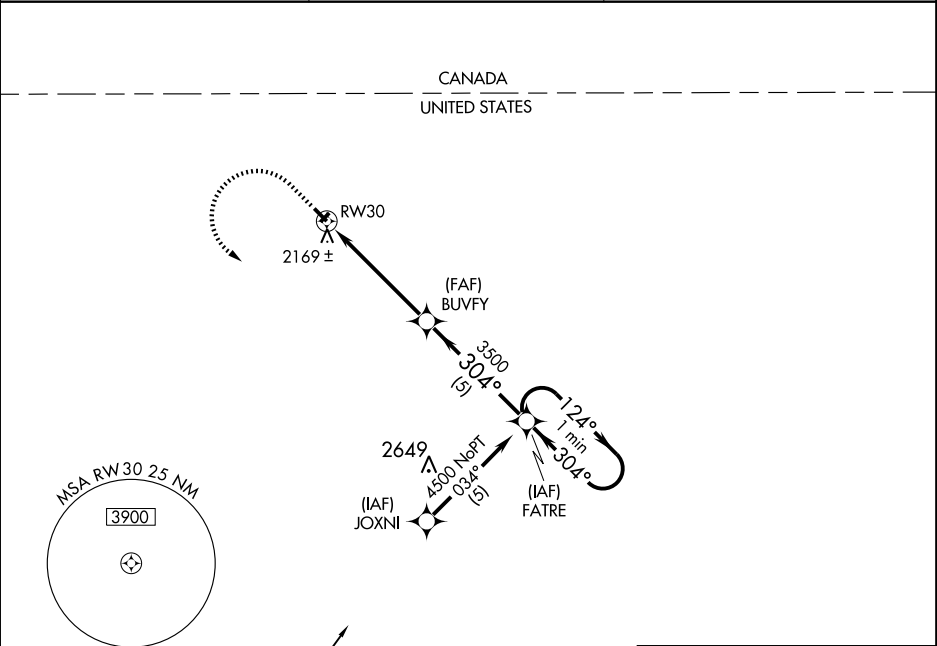 CANADA
UNITED STATES
RW30
2169 ±
(FAF)
BUVFY
3500
304°
(5)
124°
1 min
304°
2649
4500 NoPT
034°
(5)
(IAF)
JOXNI
(IAF)
FATRE
MSA RW30 25 NM
3900